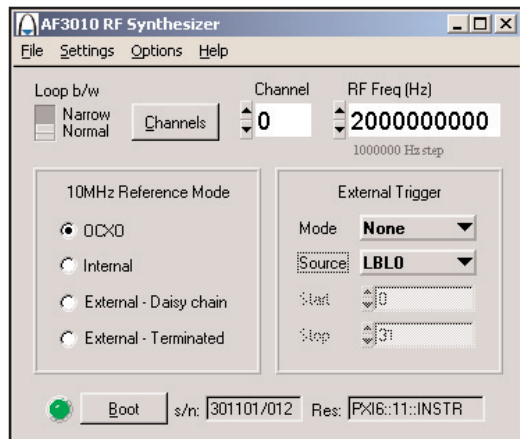 AF3010 RF Synthesizer
File Settings Options Help
Loop b/w
Narrow
Normal
Channels
Channel
0
RF Freq (Hz)
2000000000
1000000 Hz step
10MHz Reference Mode
OCXO
Internal
External - Daisy chain
External - Terminated
External Trigger
Mode None
Source LBL0
Start 0
Stop 31
Boot s/n: 301101/012 Res: PXI6::11::INSTR